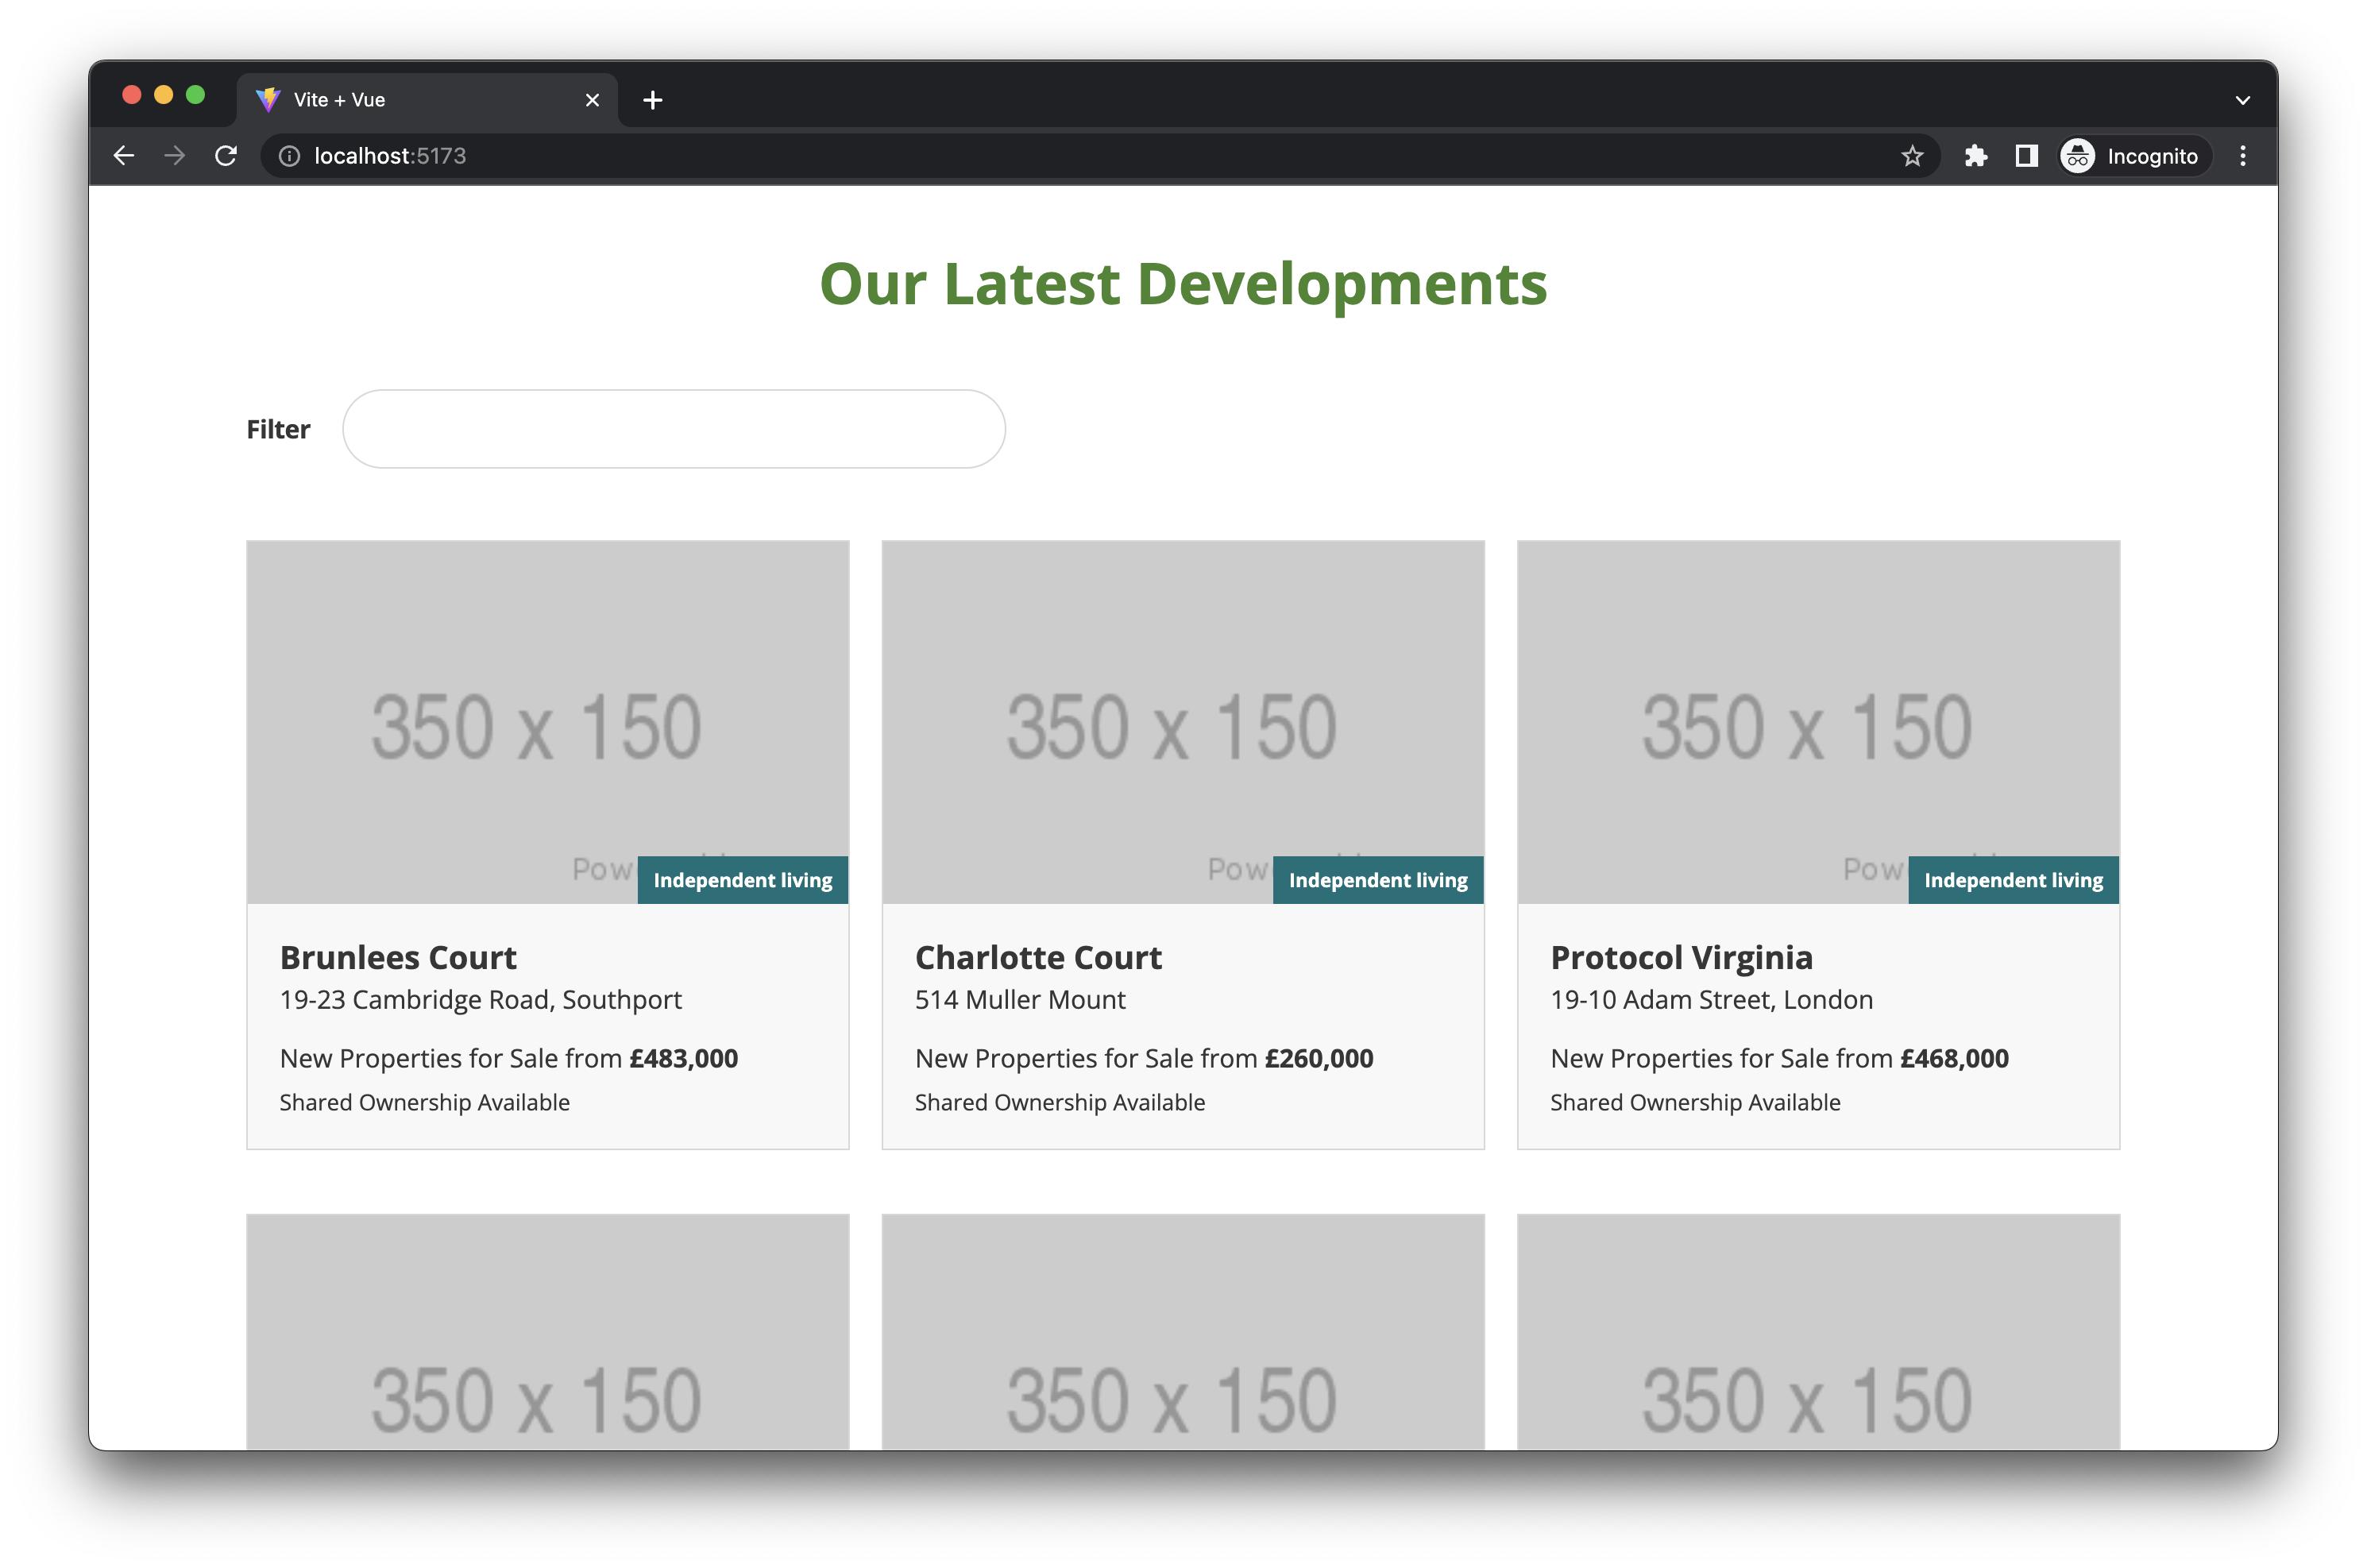 Vite + Vue
localhost:5173
Incognito
Our Latest Developments
Filter
350 x 150
350 x 150
350 x 150
Independent living
Independent living
Independent living
Brunlees Court
19-23 Cambridge Road, Southport
New Properties for Sale from £483,000
Shared Ownership Available
Charlotte Court
514 Muller Mount
New Properties for Sale from £260,000
Shared Ownership Available
Protocol Virginia
19-10 Adam Street, London
New Properties for Sale from £468,000
Shared Ownership Available
350 x 150
350 x 150
350 x 150